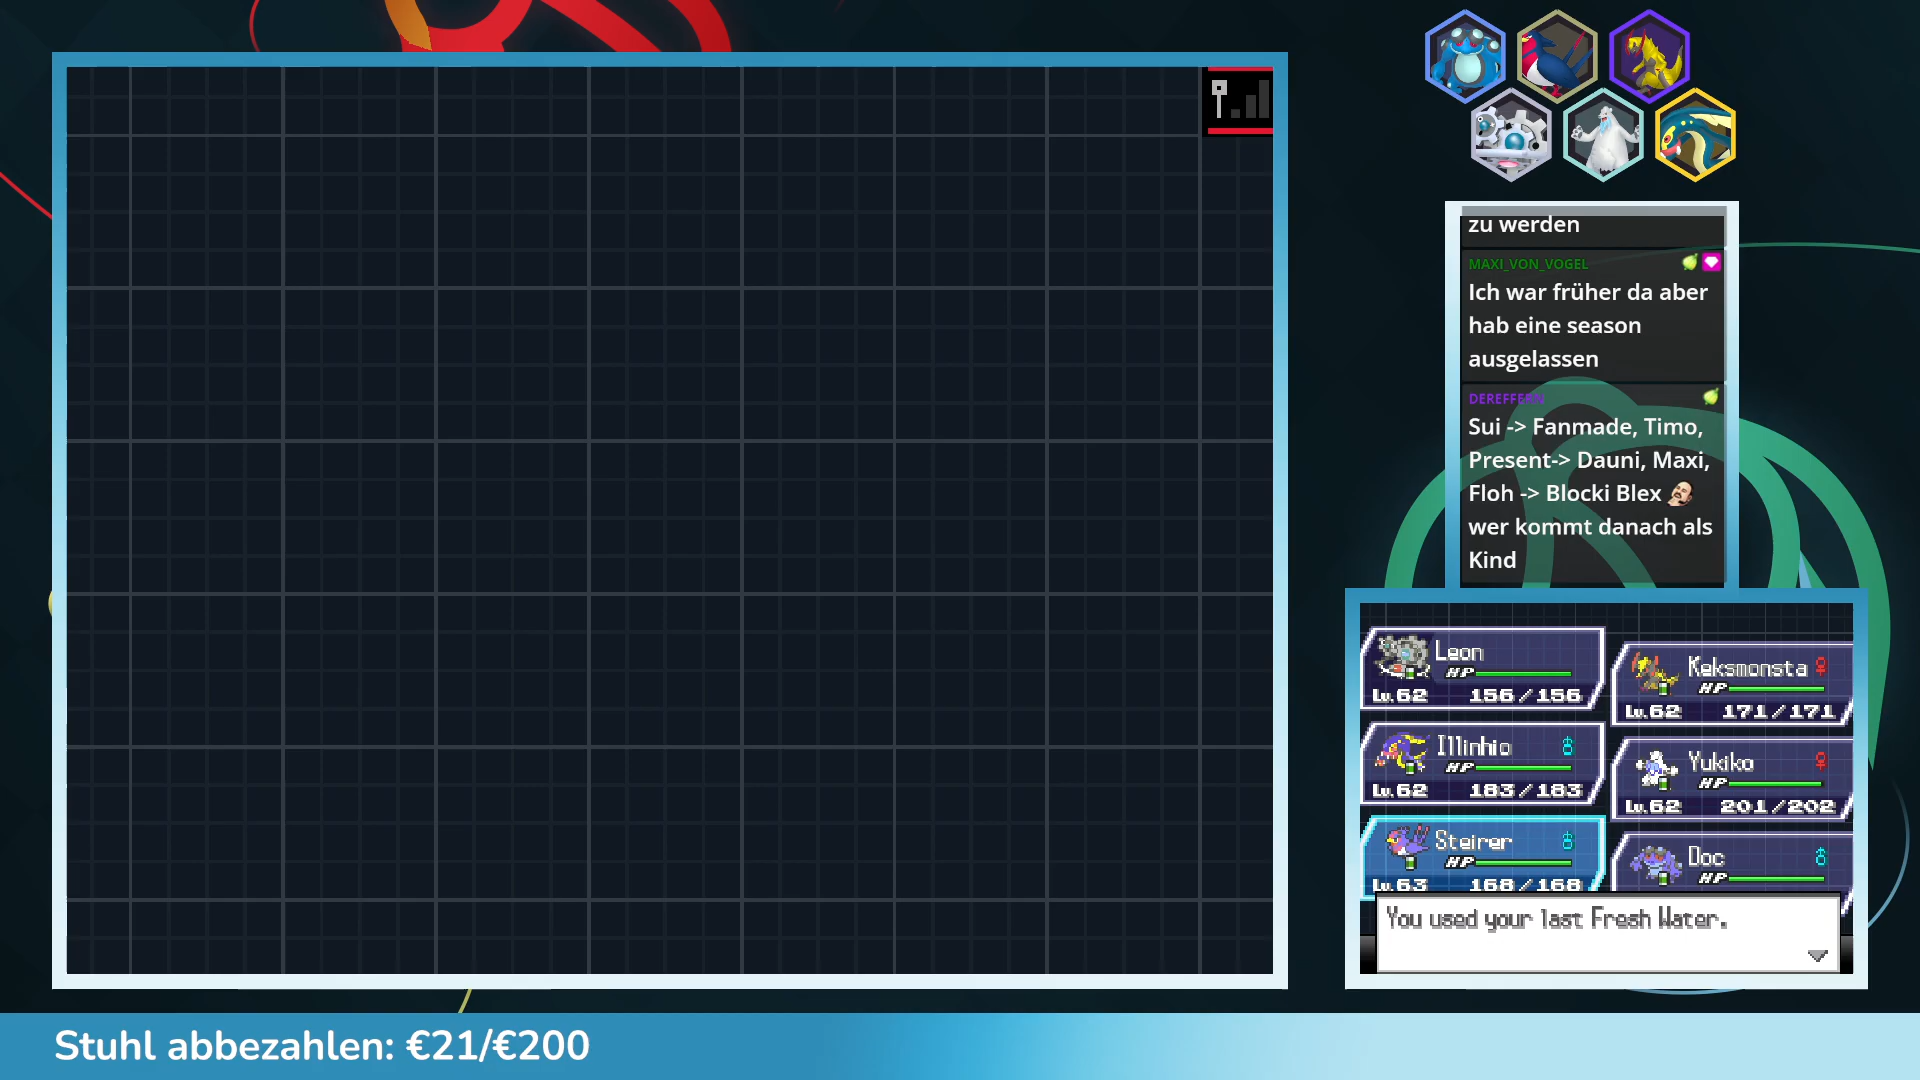 zu werden
MAXI_VON_VOGEL
Ich war früher da aber
hab eine season
ausgelassen
DEREFFERN
Sui -> Fanmade, Timo,
Present-> Dauni, Maxi,
Floh -> Blocki Blex
wer kommt danach als
Kind
Leon
HP
Lv.62 156/156
Keksmonsta ♀
HP
Lv.62 171/171
Illinhio ♂
HP
Lv.62 183/183
Yukiko ♀
HP
Lv.62 201/202
Steirer ♂
HP
Lv.63 168/168
Doc ♂
HP
You used your last Fresh Water.
Stuhl abbezahlen: €21/€200